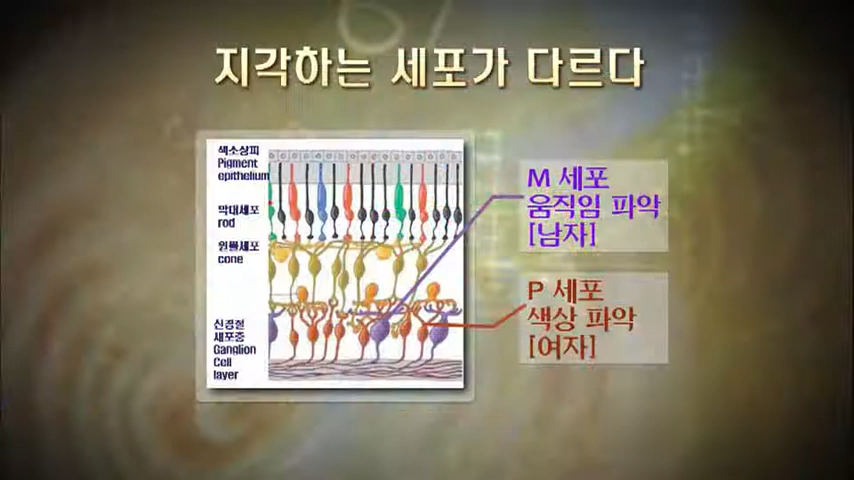 지각하는 세포가 다르다
색소상피
Pigment
epithelium
막대세포
rod
원뿔세포
cone
신경절
세포층
Ganglion
Cell
layer
M 세포
움직임 파악
[남자]
P 세포
색상 파악
[여자]